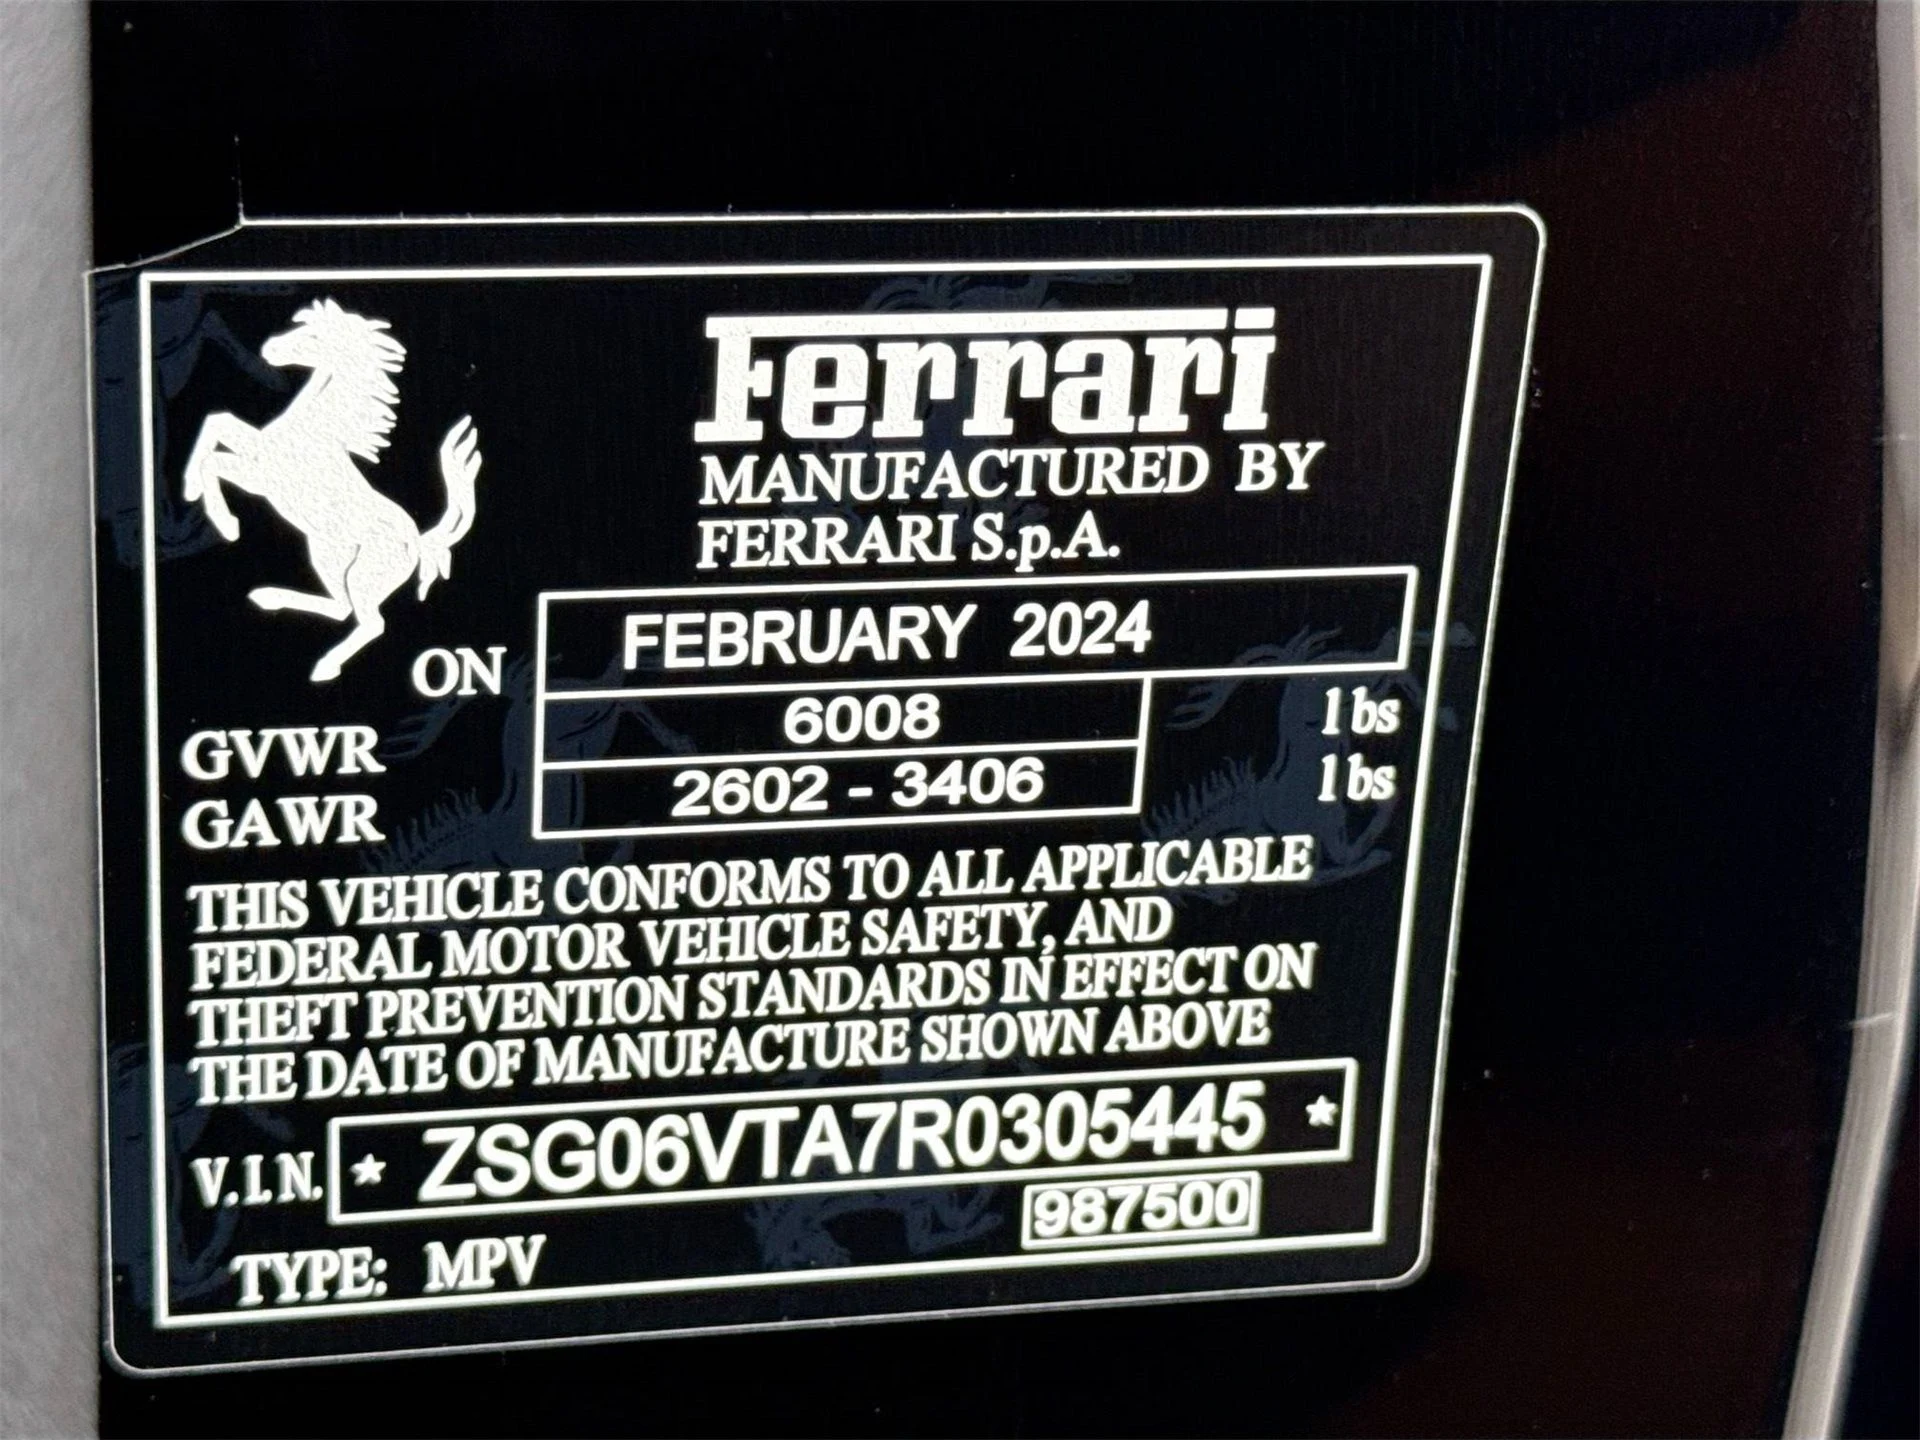 Ferrari
MANUFACTURED BY
FERRARI S.p.A.
ON FEBRUARY 2024
GVWR 6008 lbs
GAWR 2602 - 3406 lbs
THIS VEHICLE CONFORMS TO ALL APPLICABLE
FEDERAL MOTOR VEHICLE SAFETY, AND
THEFT PREVENTION STANDARDS IN EFFECT ON
THE DATE OF MANUFACTURE SHOWN ABOVE
V.I.N. * ZSG06VTA7R0305445 *
987500
TYPE: MPV